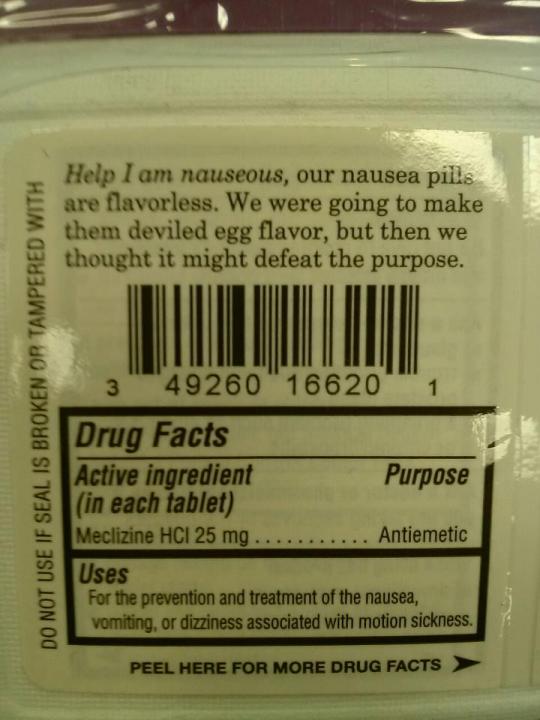 Help I am nauseous, our nausea pills
are flavorless. We were going to make
them deviled egg flavor, but then we
thought it might defeat the purpose.
3 49260 16620 1
DO NOT USE IF SEAL IS BROKEN OR TAMPERED WITH
Drug Facts
Active ingredient Purpose
(in each tablet)
Meclizine HCl 25 mg ........... Antiemetic
Uses
For the prevention and treatment of the nausea,
vomiting, or dizziness associated with motion sickness.
PEEL HERE FOR MORE DRUG FACTS